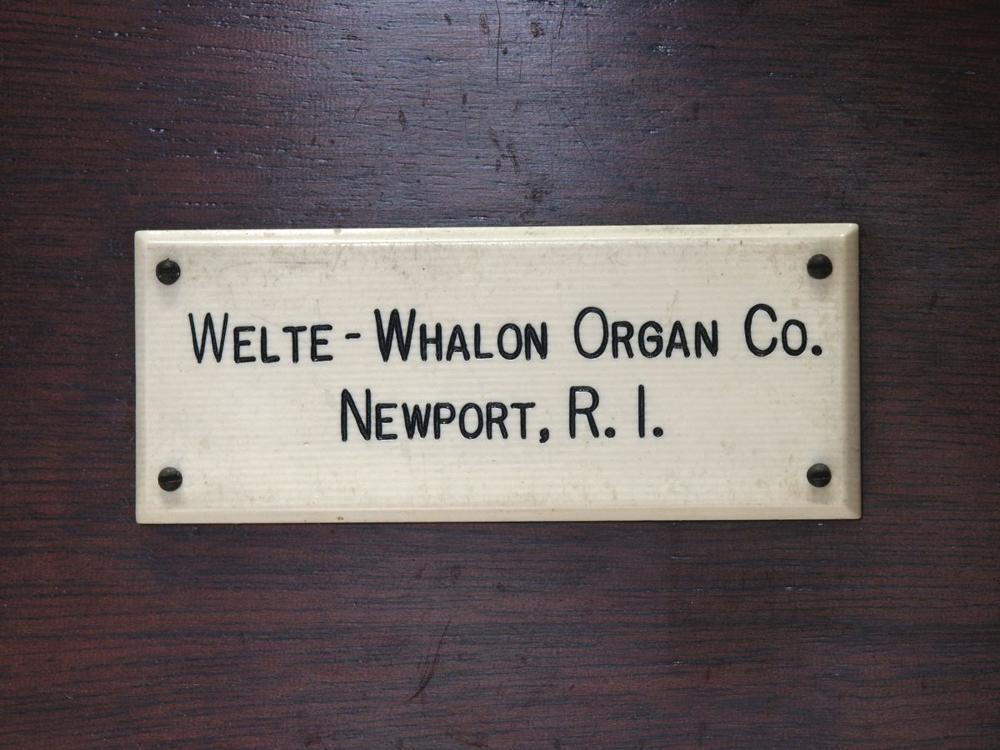 Welte-Whalon Organ Co.
Newport, R. I.